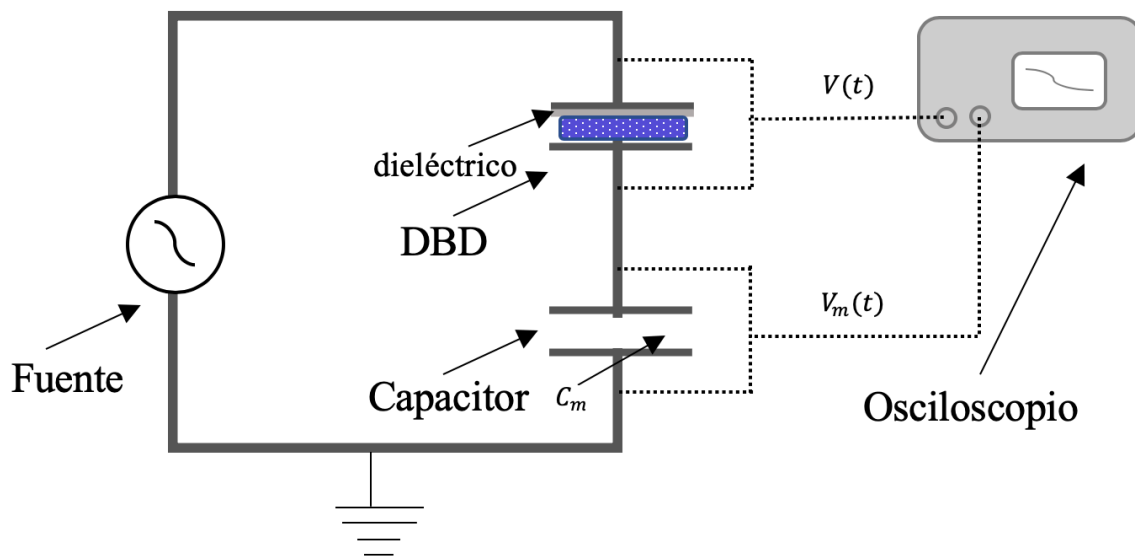 V(t)
dieléctrico
DBD
V_m(t)
Fuente
Capacitor
C_m
Osciloscopio